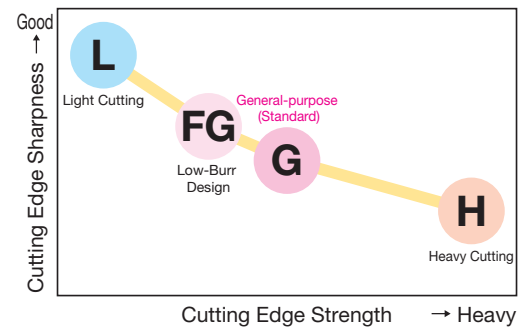 Good
Cutting Edge Sharpness →
L
Light Cutting
FG
General-purpose
(Standard)
Low-Burr
Design
G
H
Heavy Cutting
Cutting Edge Strength → Heavy